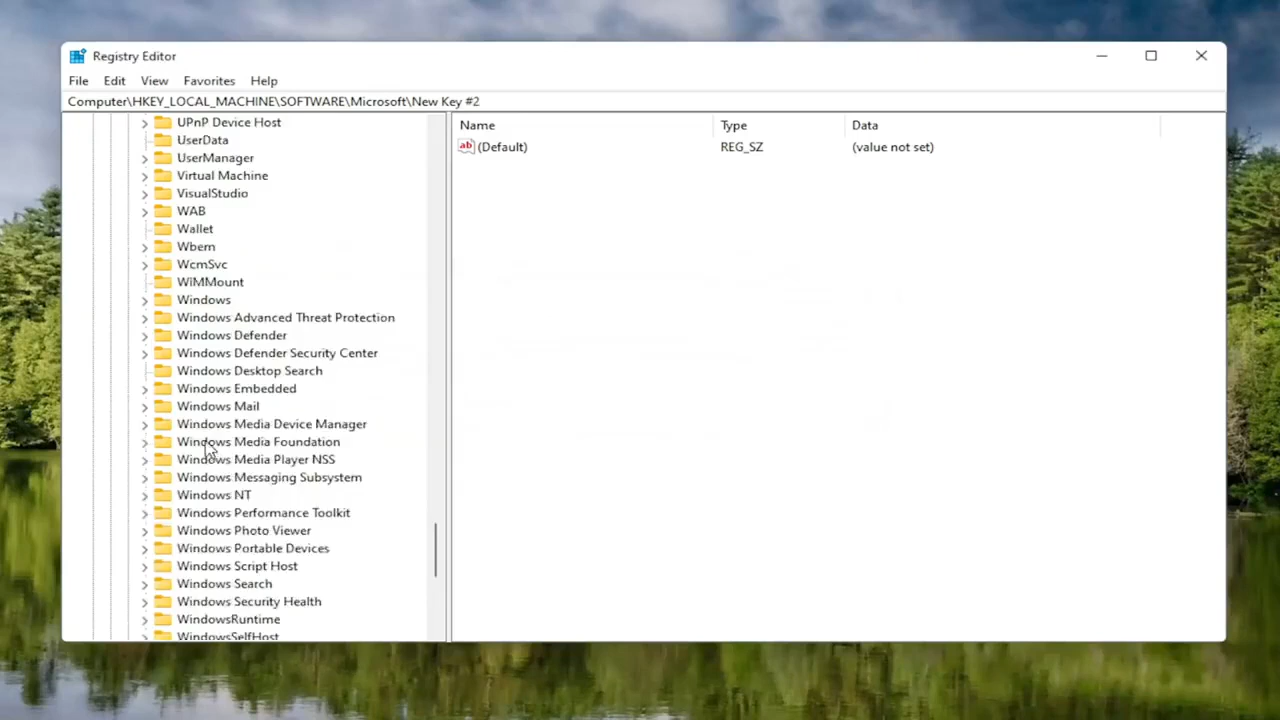 Registry Editor
File Edit View Favorites Help
Computer\HKEY_LOCAL_MACHINE\SOFTWARE\Microsoft\New Key #2
UPnP Device Host
UserData
UserManager
Virtual Machine
VisualStudio
WAB
Wallet
Wbem
WcmSvc
WIMMount
Windows
Windows Advanced Threat Protection
Windows Defender
Windows Defender Security Center
Windows Desktop Search
Windows Embedded
Windows Mail
Windows Media Device Manager
Windows Media Foundation
Windows Media Player NSS
Windows Messaging Subsystem
Windows NT
Windows Performance Toolkit
Windows Photo Viewer
Windows Portable Devices
Windows Script Host
Windows Search
Windows Security Health
WindowsRuntime
WindowsSelfHost
Name Type Data
ab (Default) REG_SZ (value not set)